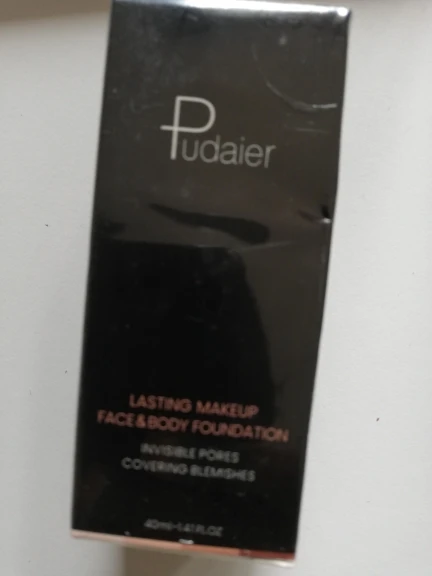 Pudaier
LASTING MAKEUP
FACE & BODY FOUNDATION
INVISIBLE PORES
COVERING BLEMISHES
40ml-1.41FL.OZ